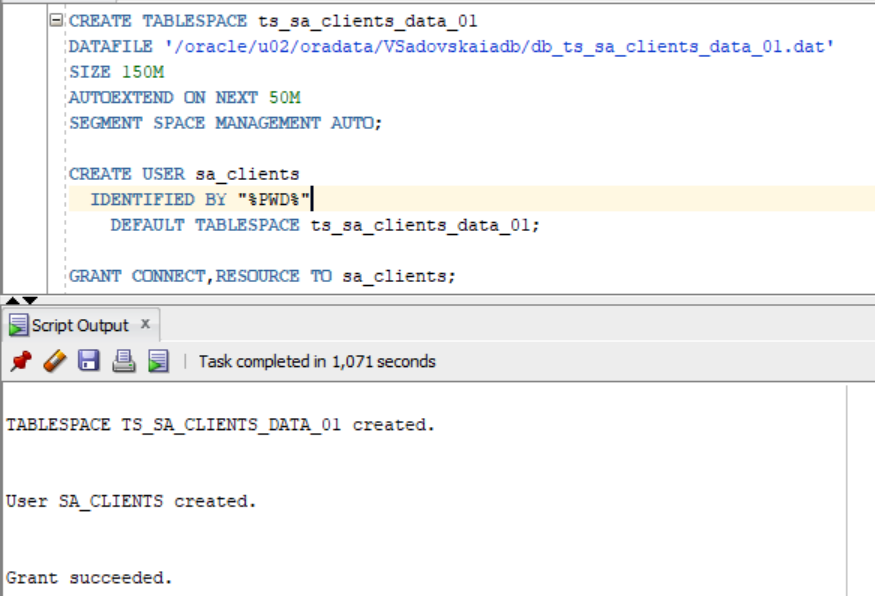 CREATE TABLESPACE ts_sa_clients_data_01
DATAFILE '/oracle/u02/oradata/VSadovskaiadb/db_ts_sa_clients_data_01.dat'
SIZE 150M
AUTOEXTEND ON NEXT 50M
SEGMENT SPACE MANAGEMENT AUTO;
CREATE USER sa_clients
IDENTIFIED BY "%PWD%"
DEFAULT TABLESPACE ts_sa_clients_data_01;
GRANT CONNECT,RESOURCE TO sa_clients;
Script Output x
Task completed in 1,071 seconds
TABLESPACE TS_SA_CLIENTS_DATA_01 created.
User SA_CLIENTS created.
Grant succeeded.